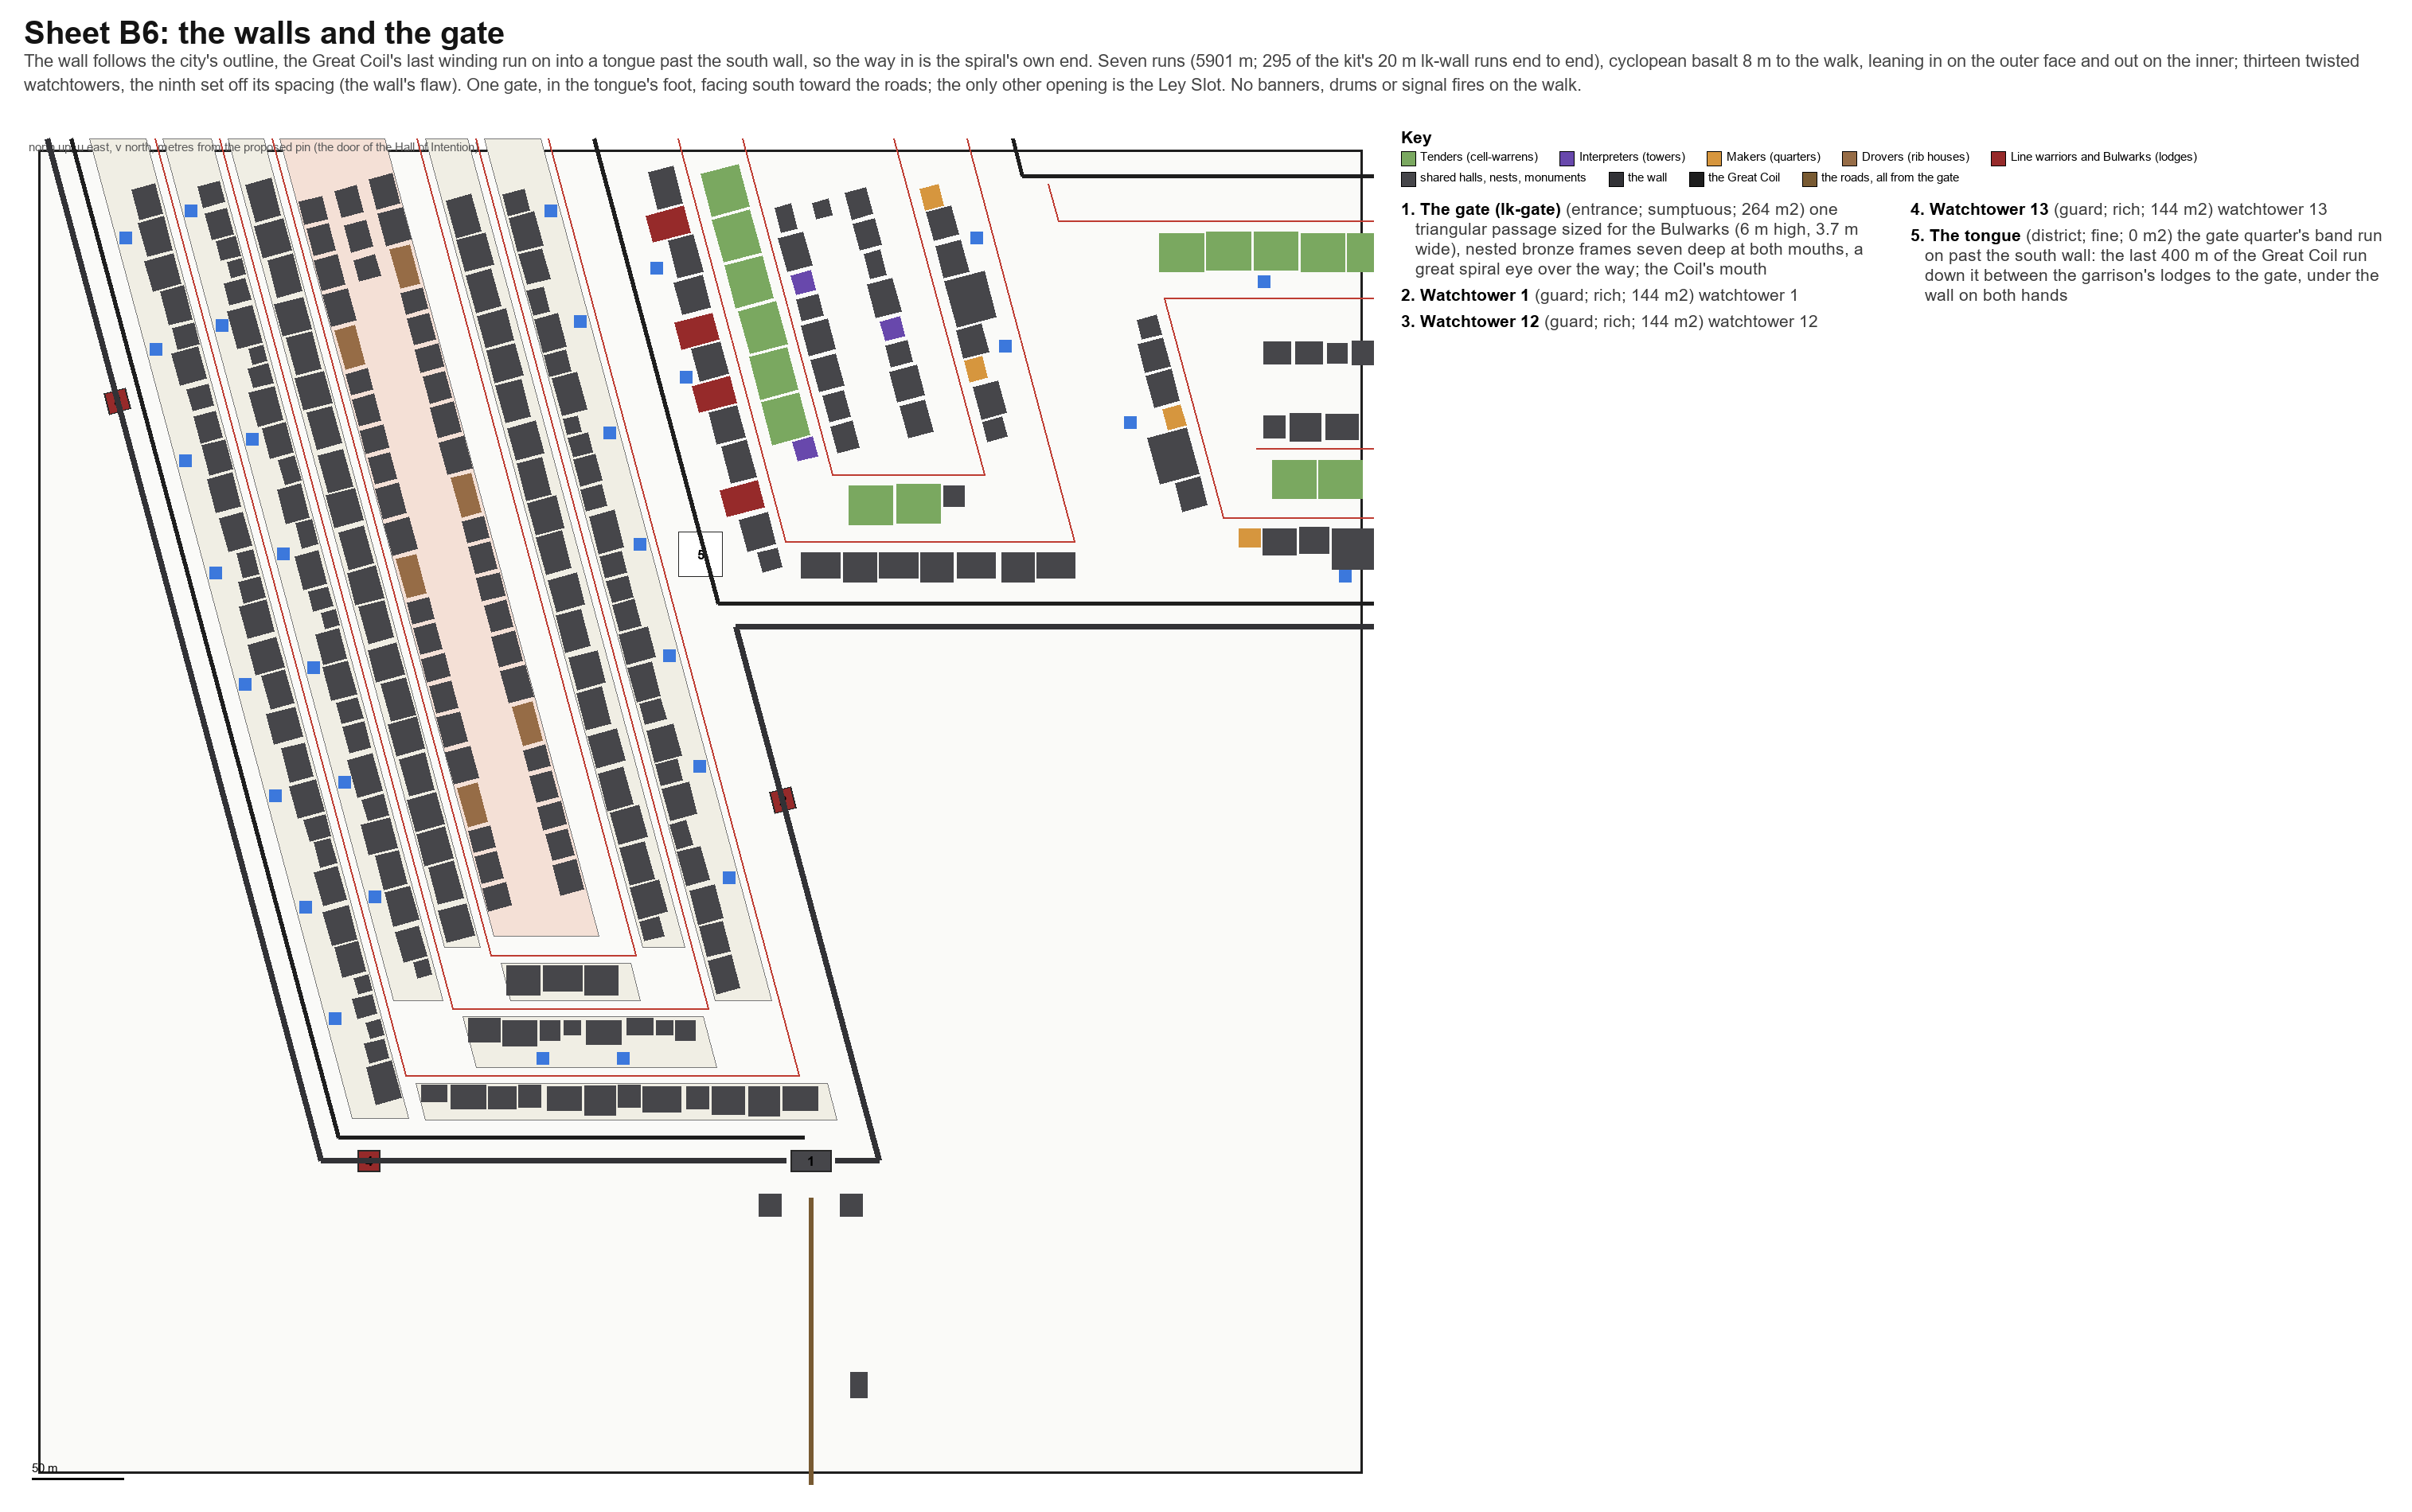 Sheet B6: the walls and the gate
The wall follows the city's outline, the Great Coil's last winding run on into a tongue past the south wall, so the way in is the spiral's own end. Seven runs (5901 m; 295 of the kit's 20 m lk-wall runs end to end), cyclopean basalt 8 m to the walk, leaning in on the outer face and out on the inner; thirteen twisted
watchtowers, the ninth set off its spacing (the wall's flaw). One gate, in the tongue's foot, facing south toward the roads; the only other opening is the Ley Slot. No banners, drums or signal fires on the walk.
north up; u east, v north, metres from the proposed pin (the door of the Hall of Intention)
Key
Tenders (cell-warrens)
Interpreters (towers)
Makers (quarters)
Drovers (rib houses)
Line warriors and Bulwarks (lodges)
shared halls, nests, monuments
the wall
the Great Coil
the roads, all from the gate
1. The gate (lk-gate) (entrance; sumptuous; 264 m2) one
triangular passage sized for the Bulwarks (6 m high, 3.7 m
wide), nested bronze frames seven deep at both mouths, a
great spiral eye over the way; the Coil's mouth
2. Watchtower 1 (guard; rich; 144 m2) watchtower 1
3. Watchtower 12 (guard; rich; 144 m2) watchtower 12
4. Watchtower 13 (guard; rich; 144 m2) watchtower 13
5. The tongue (district; fine; 0 m2) the gate quarter's band run
on past the south wall: the last 400 m of the Great Coil run
down it between the garrison's lodges to the gate, under the
wall on both hands
5
1
50 m